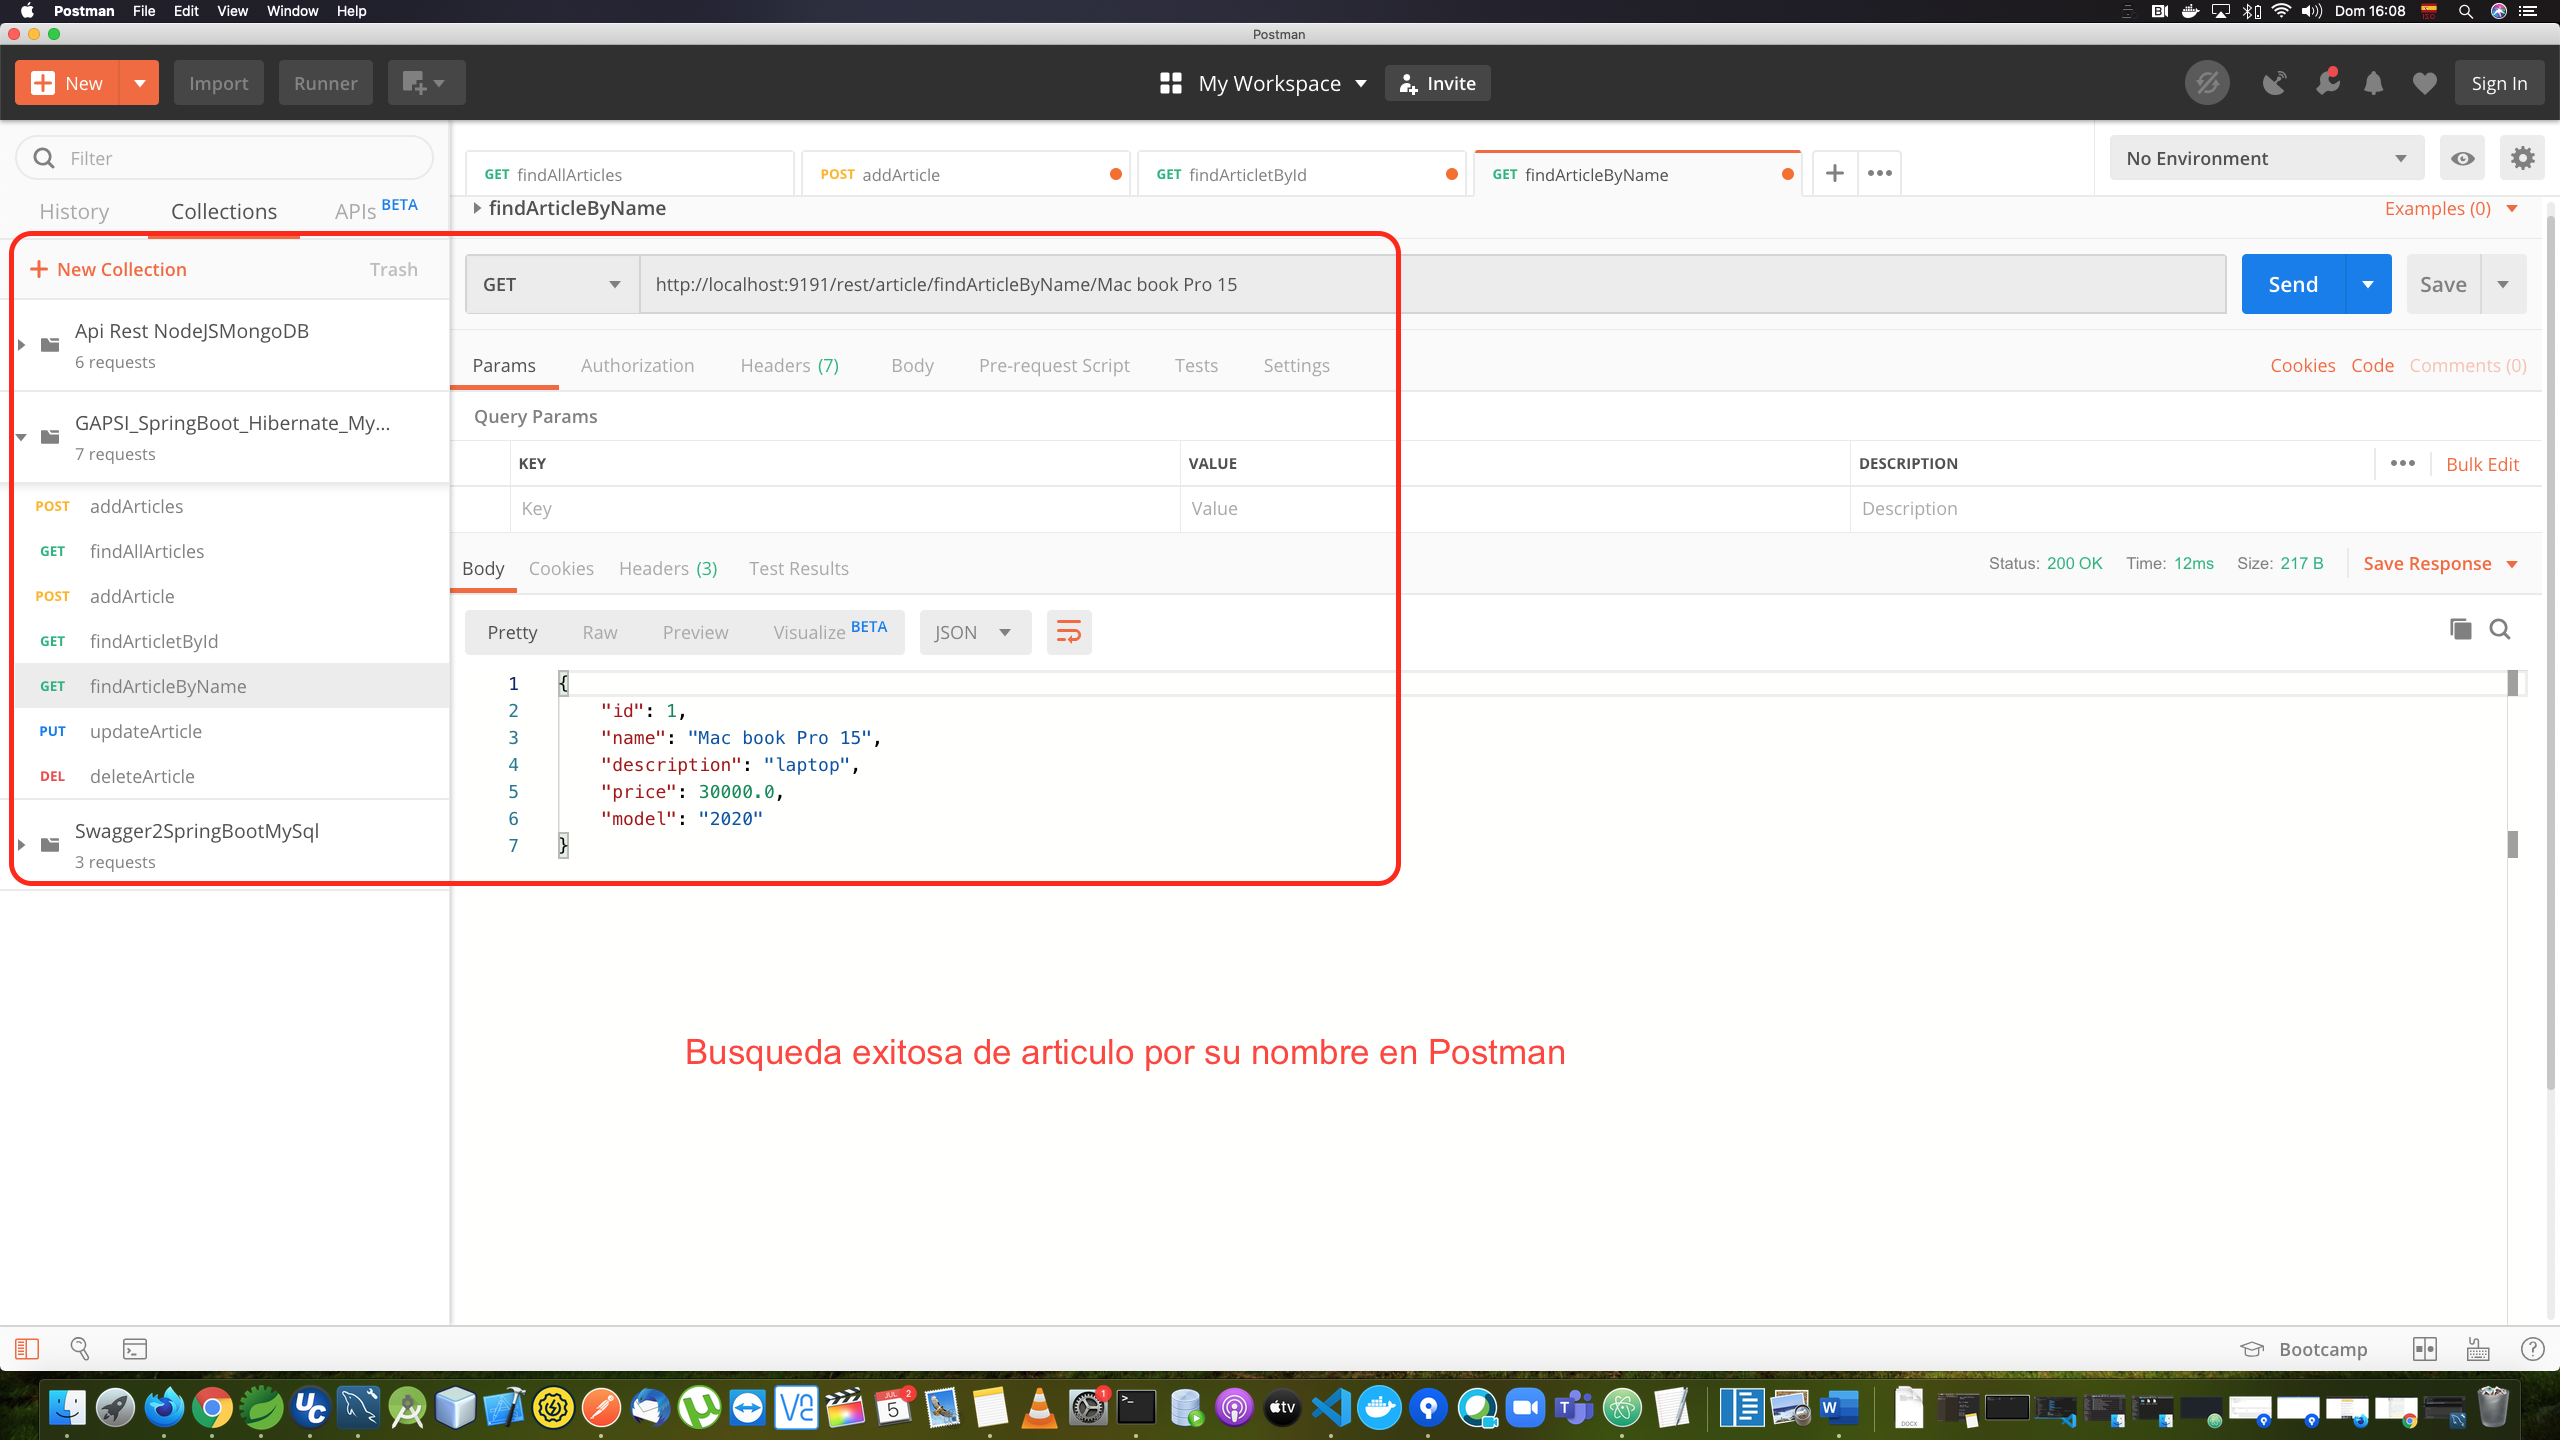 Postman File Edit View Window Help
Dom 16:08
Postman
New
Import
Runner
My Workspace
Invite
Sign In
Filter
GET findAllArticles
POST addArticle
GET findArticletById
GET findArticleByName
No Environment
History
Collections
APIs BETA
findArticleByName
Examples (0)
New Collection
Trash
GET
http://localhost:9191/rest/article/findArticleByName/Mac book Pro 15
Send
Save
Api Rest NodeJSMongoDB
6 requests
Params Authorization Headers (7) Body Pre-request Script Tests Settings
Cookies Code Comments (0)
GAPSI_SpringBoot_Hibernate_My...
7 requests
Query Params
KEY VALUE DESCRIPTION
Bulk Edit
Key Value Description
POST addArticles
GET findAllArticles
POST addArticle
GET findArticletById
GET findArticleByName
PUT updateArticle
DEL deleteArticle
Swagger2SpringBootMySql
3 requests
Body Cookies Headers (3) Test Results
Status: 200 OK Time: 12ms Size: 217 B
Save Response
Pretty Raw Preview Visualize BETA
JSON
1 {
2 "id": 1,
3 "name": "Mac book Pro 15",
4 "description": "laptop",
5 "price": 30000.0,
6 "model": "2020"
7 }
Busqueda exitosa de articulo por su nombre en Postman
Bootcamp
JUL
5
2
1
tv
DOCX